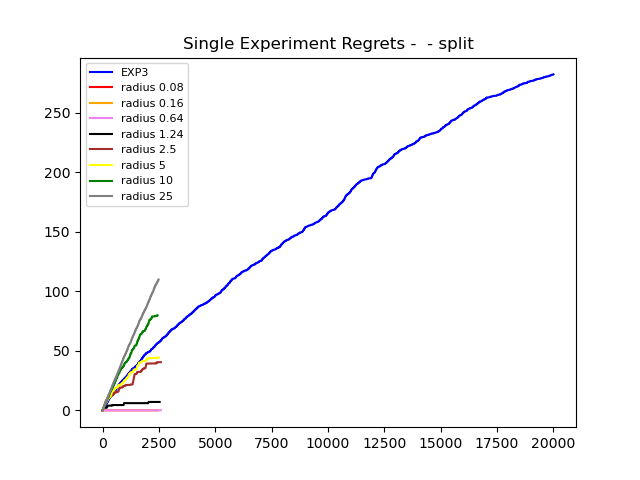 Single Experiment Regrets -  - split
EXP3
radius 0.08
radius 0.16
radius 0.64
radius 1.24
radius 2.5
radius 5
radius 10
radius 25
250
200
150
100
50
0
0 2500 5000 7500 10000 12500 15000 17500 20000